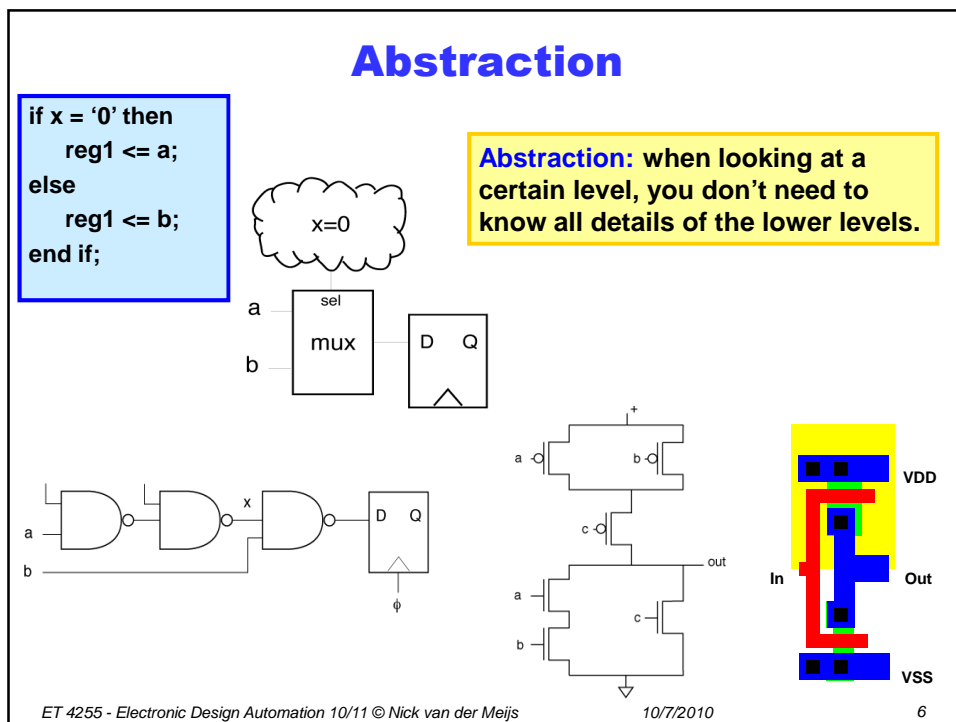 Abstraction
if x = ‘0’ then
reg1 <= a;
else
reg1 <= b;
end if;
Abstraction: when looking at a
certain level, you don’t need to
know all details of the lower levels.
x=0
sel
a
mux
D Q
b
+
a
b
c
out
a
c
b
x
a
b
D Q
ϕ
VDD
In
Out
VSS
ET 4255 - Electronic Design Automation 10/11 © Nick van der Meijs
10/7/2010
6